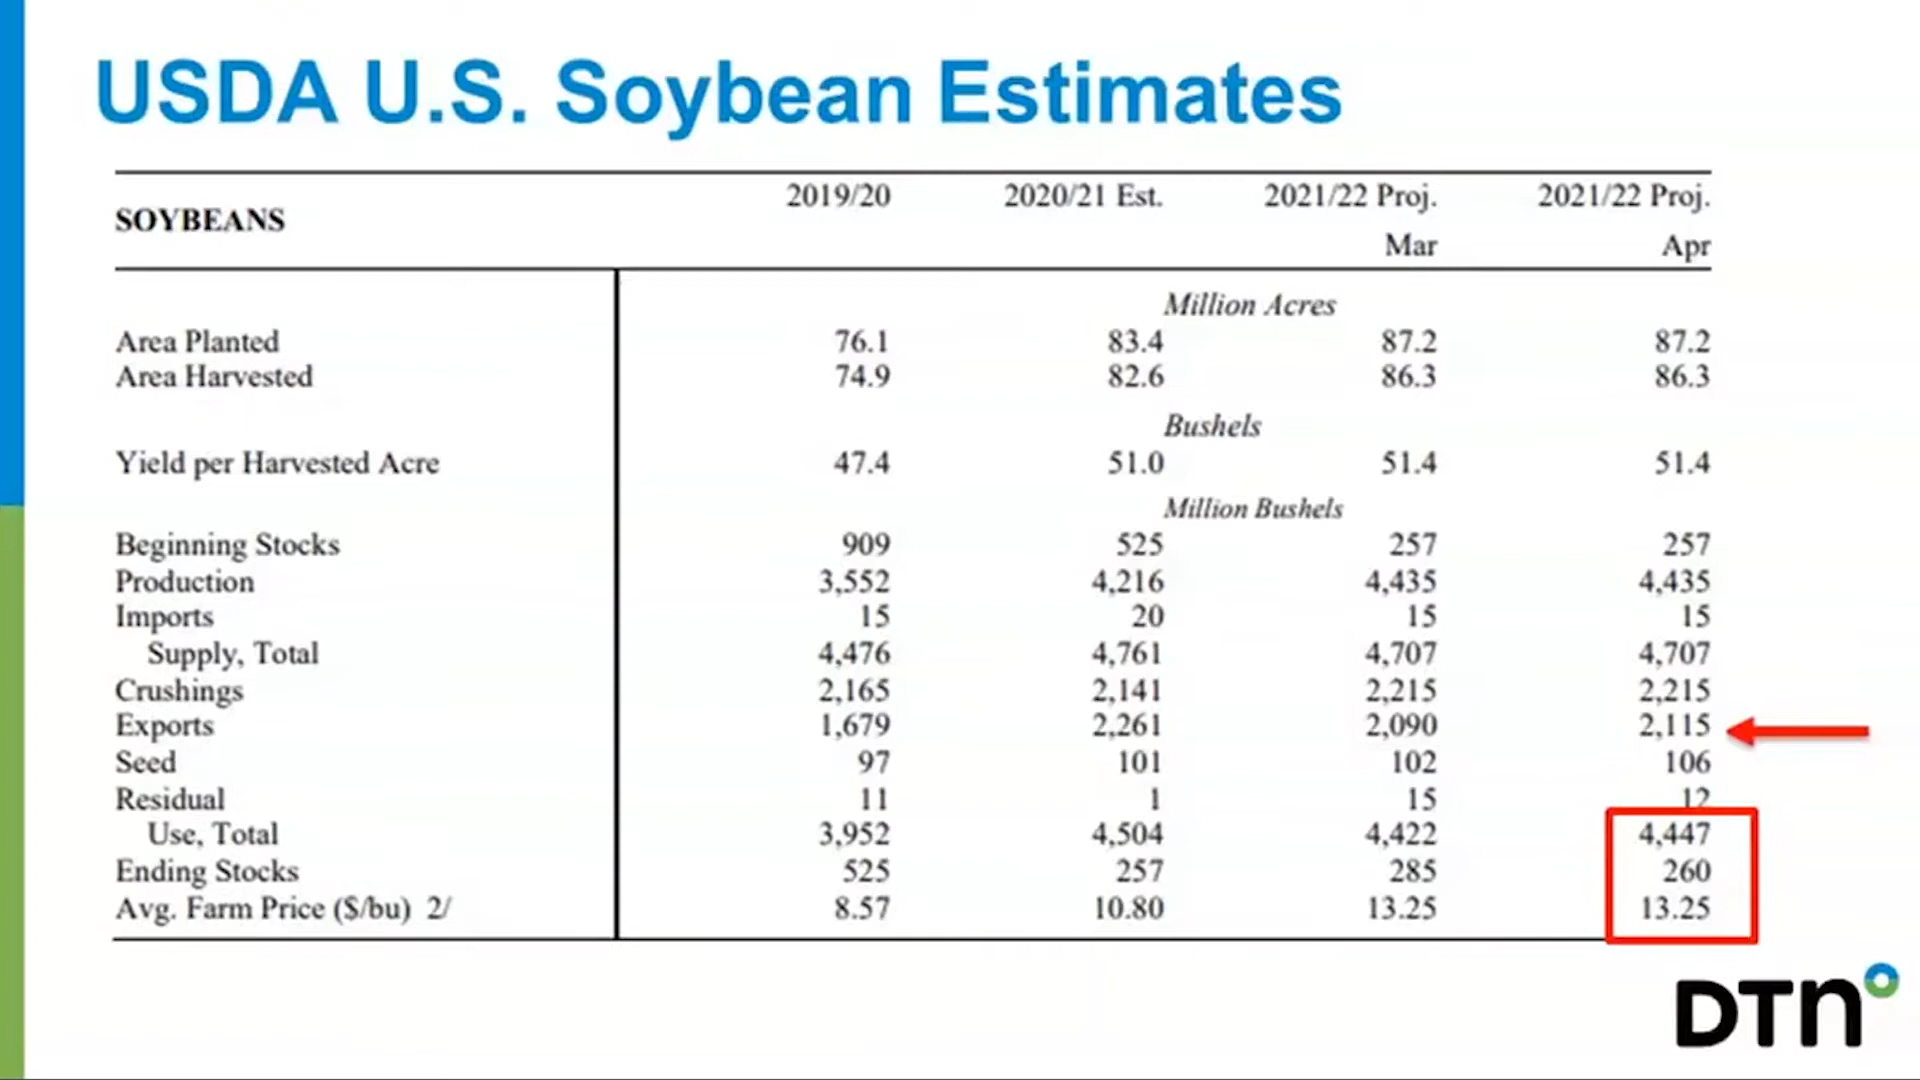 USDA U.S. Soybean Estimates
SOYBEANS 2019/20 2020/21 Est. 2021/22 Proj. 2021/22 Proj.
Mar Apr
Million Acres
Area Planted 76.1 83.4 87.2 87.2
Area Harvested 74.9 82.6 86.3 86.3
Bushels
Yield per Harvested Acre 47.4 51.0 51.4 51.4
Million Bushels
Beginning Stocks 909 525 257 257
Production 3,552 4,216 4,435 4,435
Imports 15 20 15 15
Supply, Total 4,476 4,761 4,707 4,707
Crushings 2,165 2,141 2,215 2,215
Exports 1,679 2,261 2,090 2,115
Seed 97 101 102 106
Residual 11 1 15 12
Use, Total 3,952 4,504 4,422 4,447
Ending Stocks 525 257 285 260
Avg. Farm Price ($/bu) 2/ 8.57 10.80 13.25 13.25
DTN